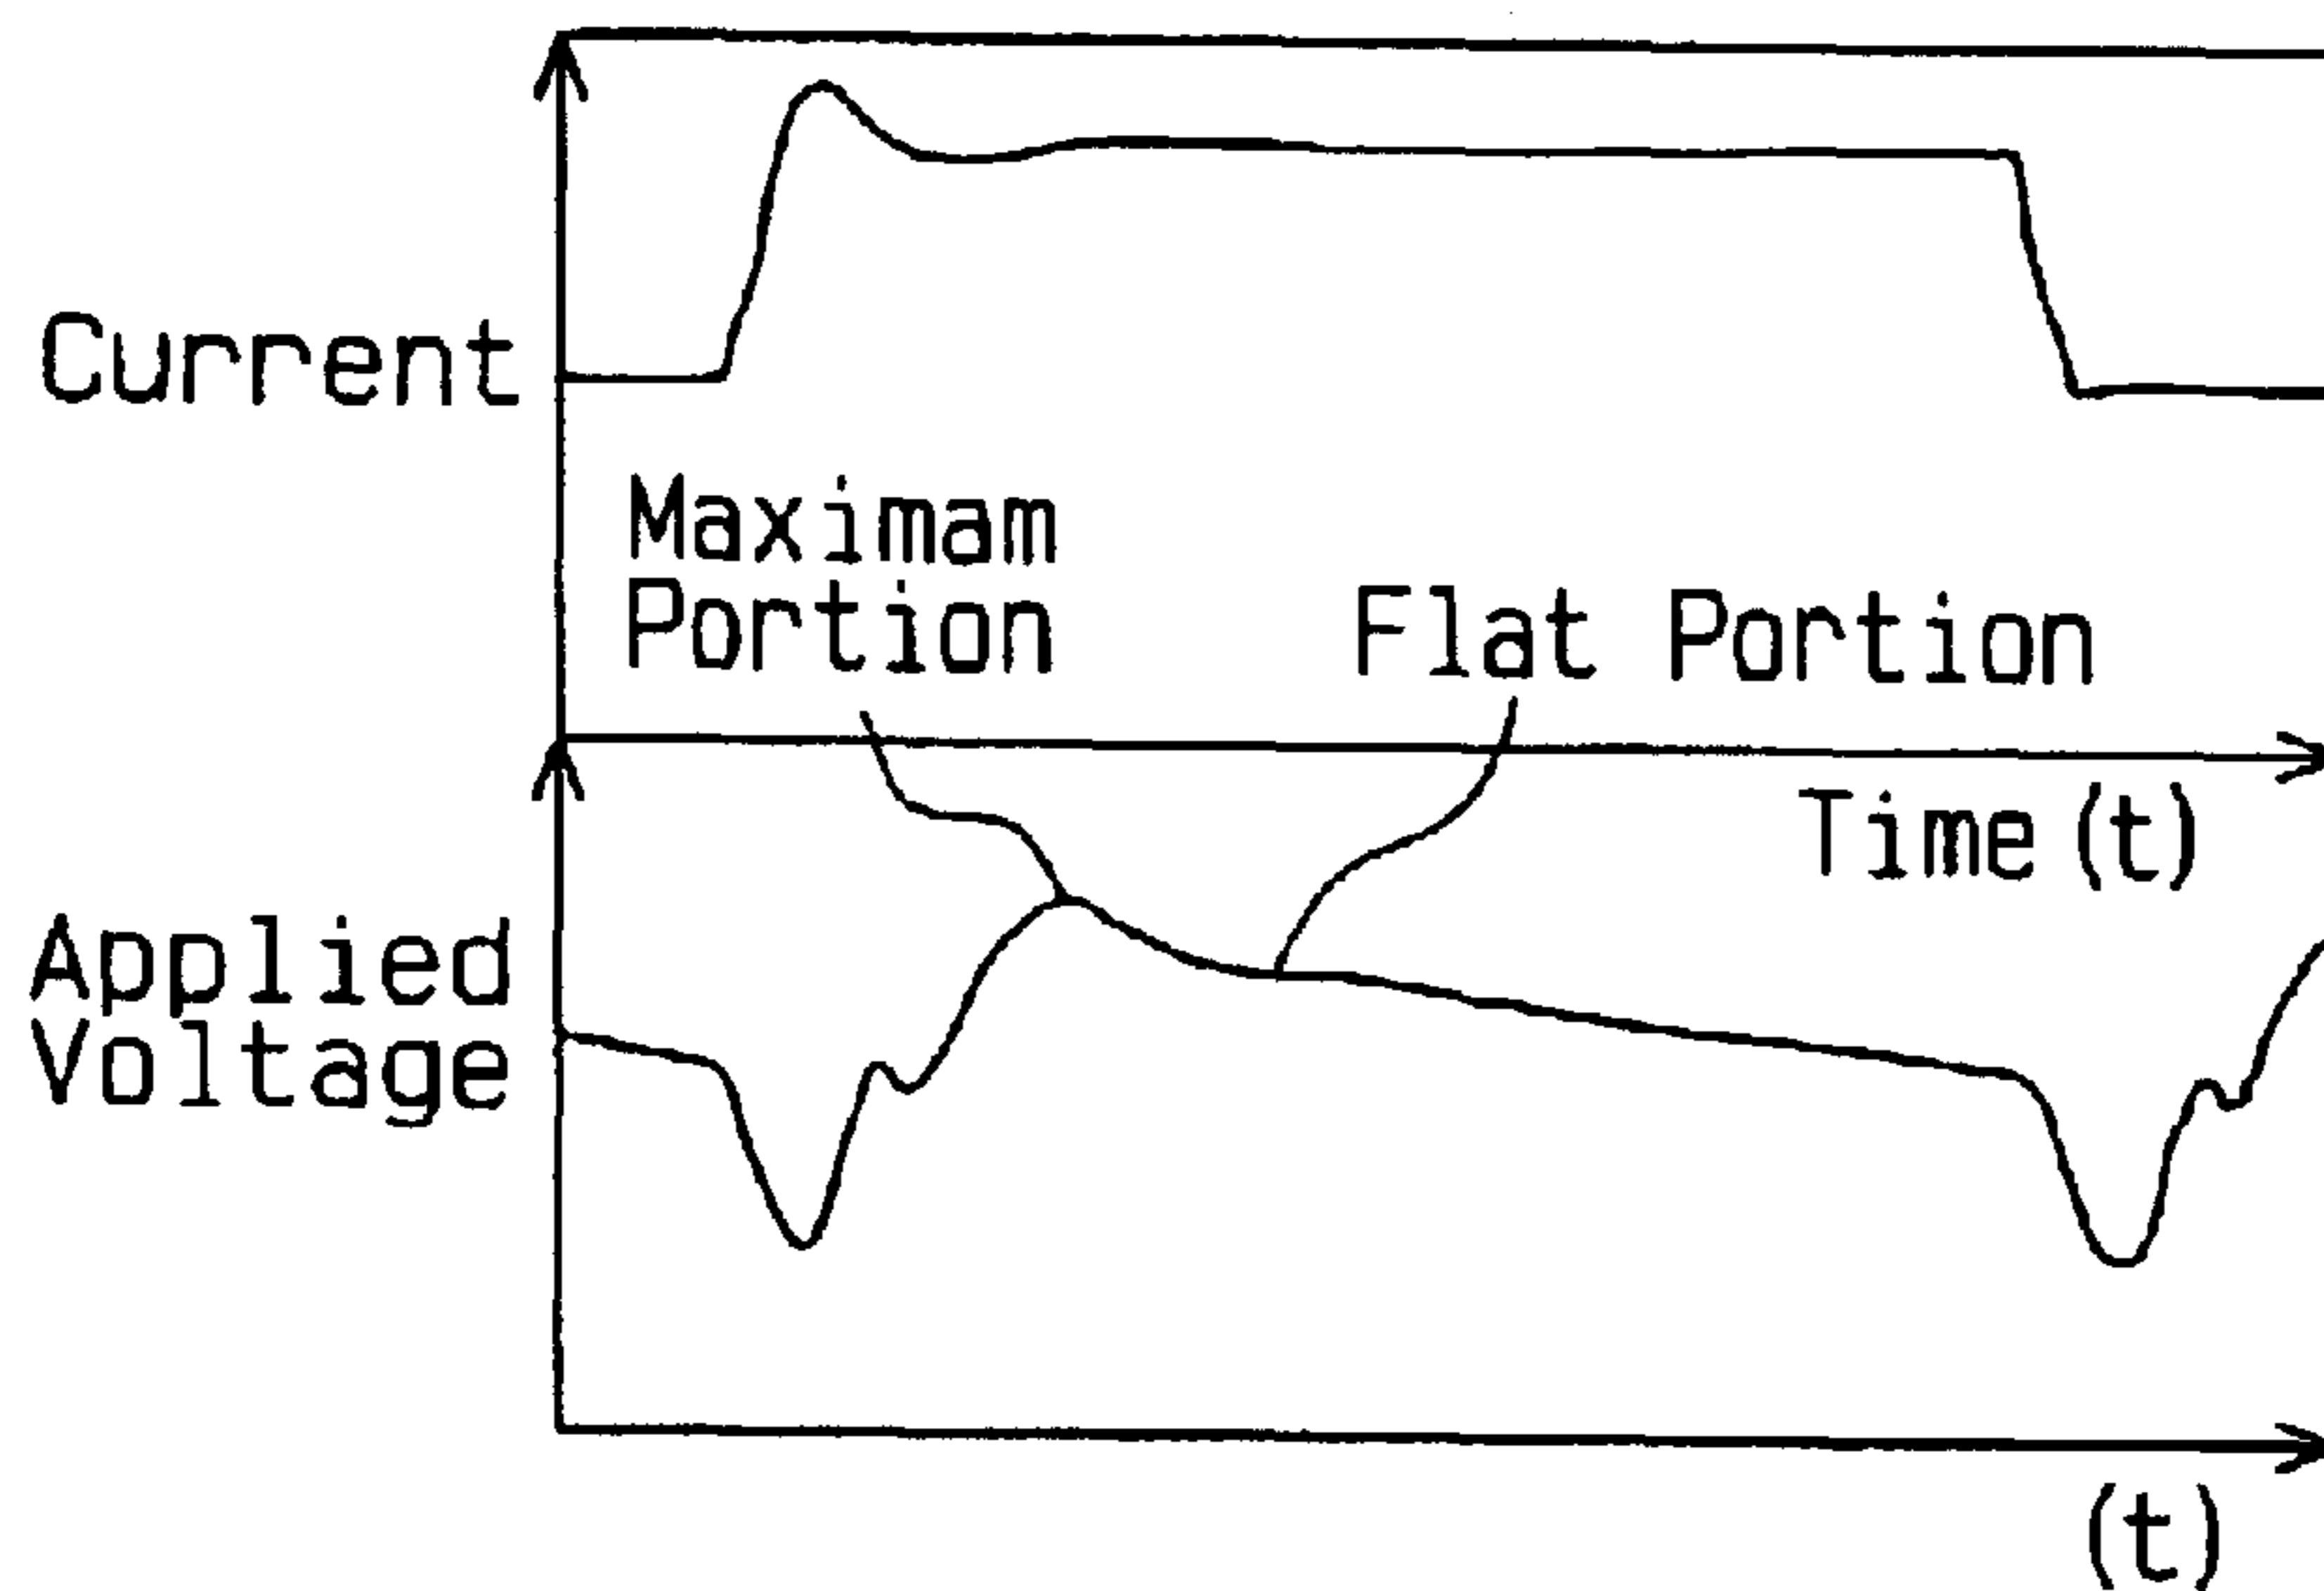 Current
Maximam
Portion
Flat Portion
Time (t)
Applied
Voltage
(t)